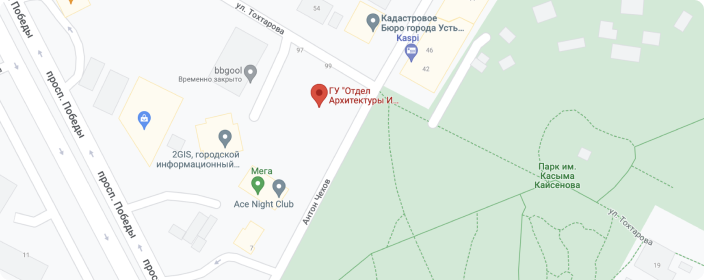 Победы
просп. Победы
просп. Победы
просп
ул. Тохтарова
99
97
54
bbgool
Временно закрыто
Кадастровое
Бюро города Усть...
Kaspi
46
42
ГУ "Отдел
Архитектуры И...
2GIS, городской
информационный...
Мега
Ace Night Club
Антон Чехов
7
11
Парк им.
Касыма
Кайсенова
ул. Тохтарова
19